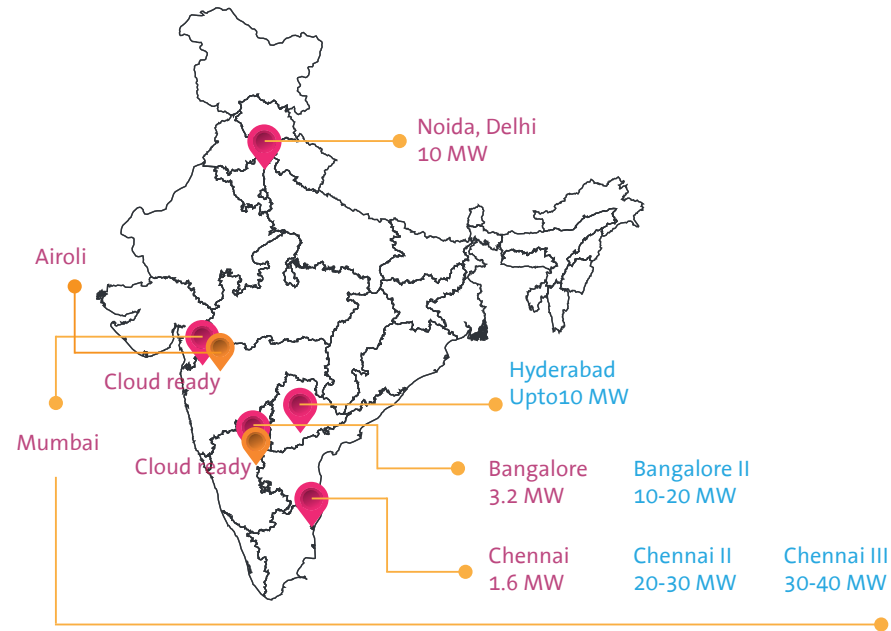 Noida, Delhi
10 MW
Airoli
Cloud ready
Hyderabad
Upto10 MW
Mumbai
Cloud ready
Bangalore
3.2 MW
Bangalore II
10-20 MW
Chennai
1.6 MW
Chennai II
20-30 MW
Chennai III
30-40 MW